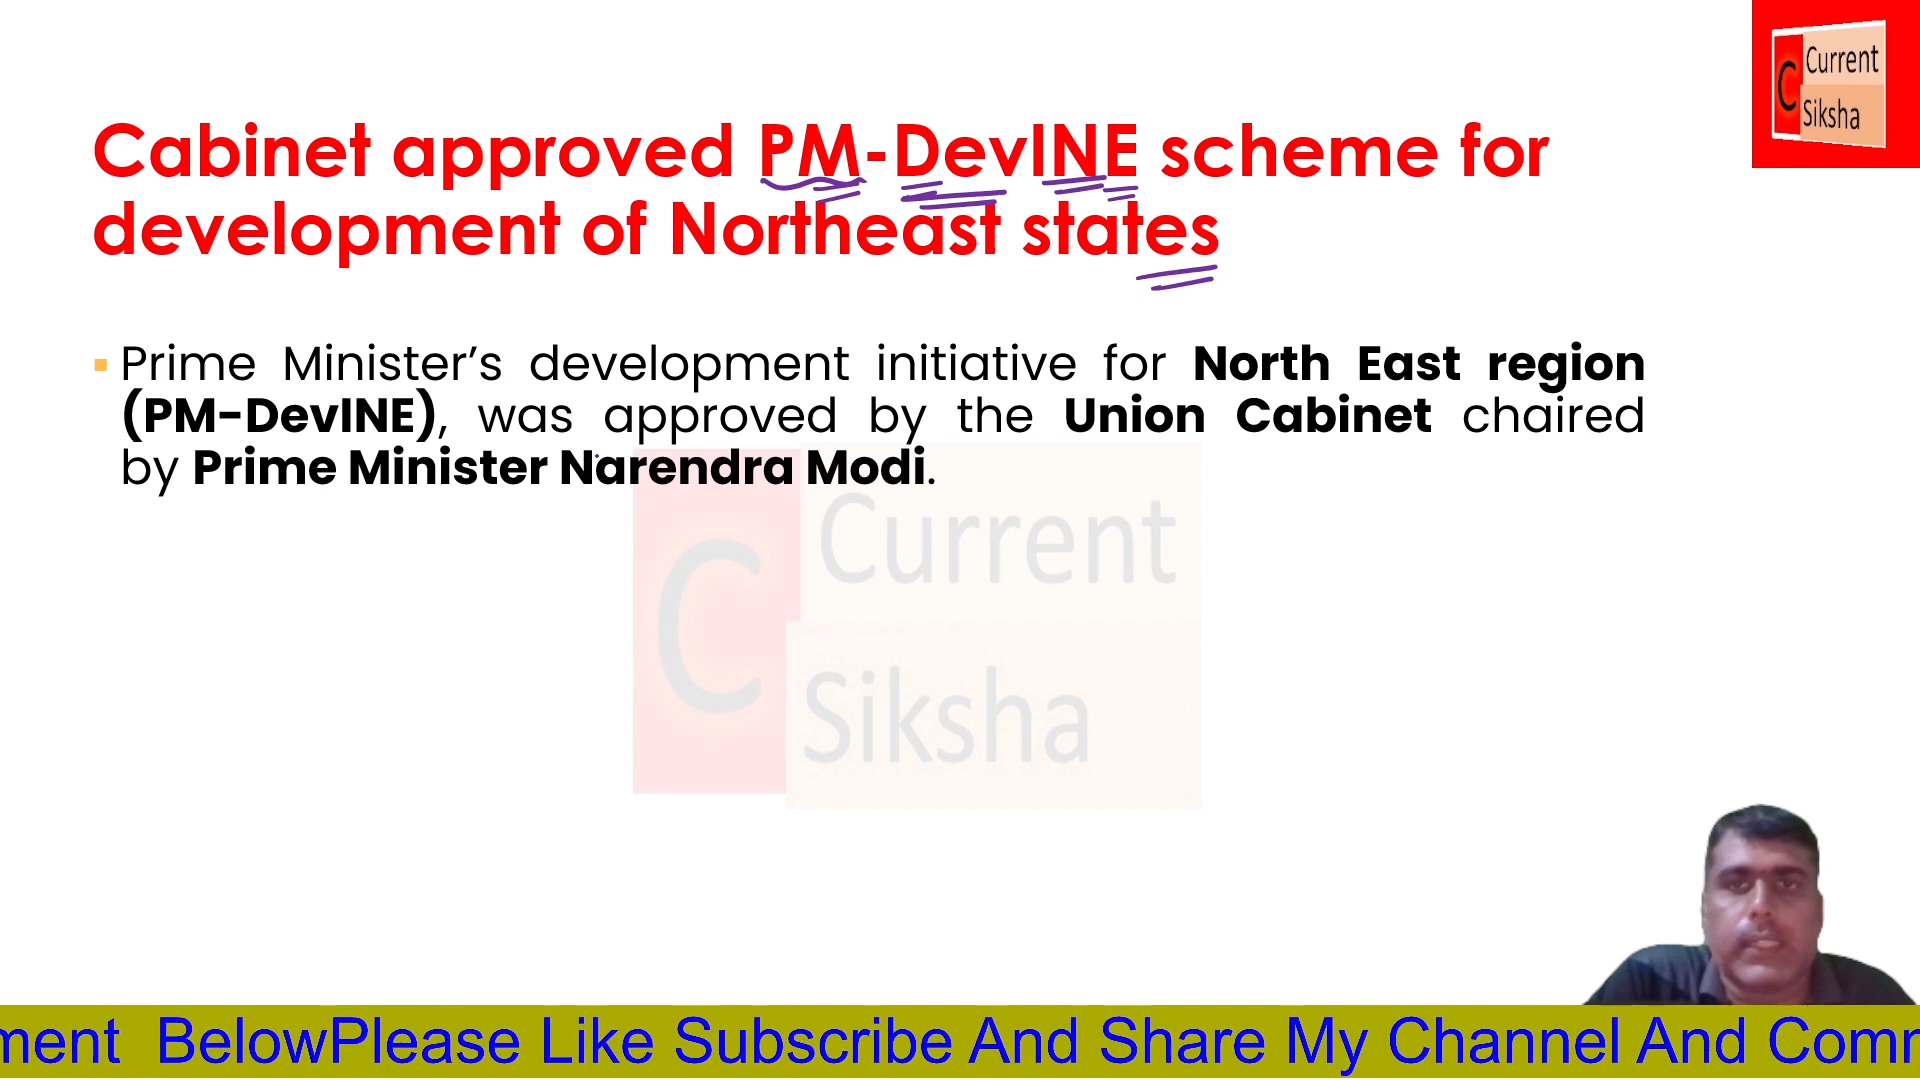 C Current
Siksha
Cabinet approved PM-DevINE scheme for
development of Northeast states
▪ Prime Minister’s development initiative for North East region
(PM-DevINE), was approved by the Union Cabinet chaired
by Prime Minister Narendra Modi.
C Current
Siksha
ment BelowPlease Like Subscribe And Share My Channel And Comm